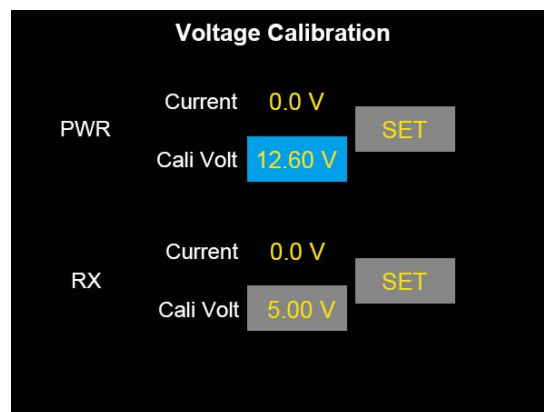 Voltage Calibration
Current 0.0 V
PWR SET
Cali Volt 12.60 V
Current 0.0 V
RX SET
Cali Volt 5.00 V